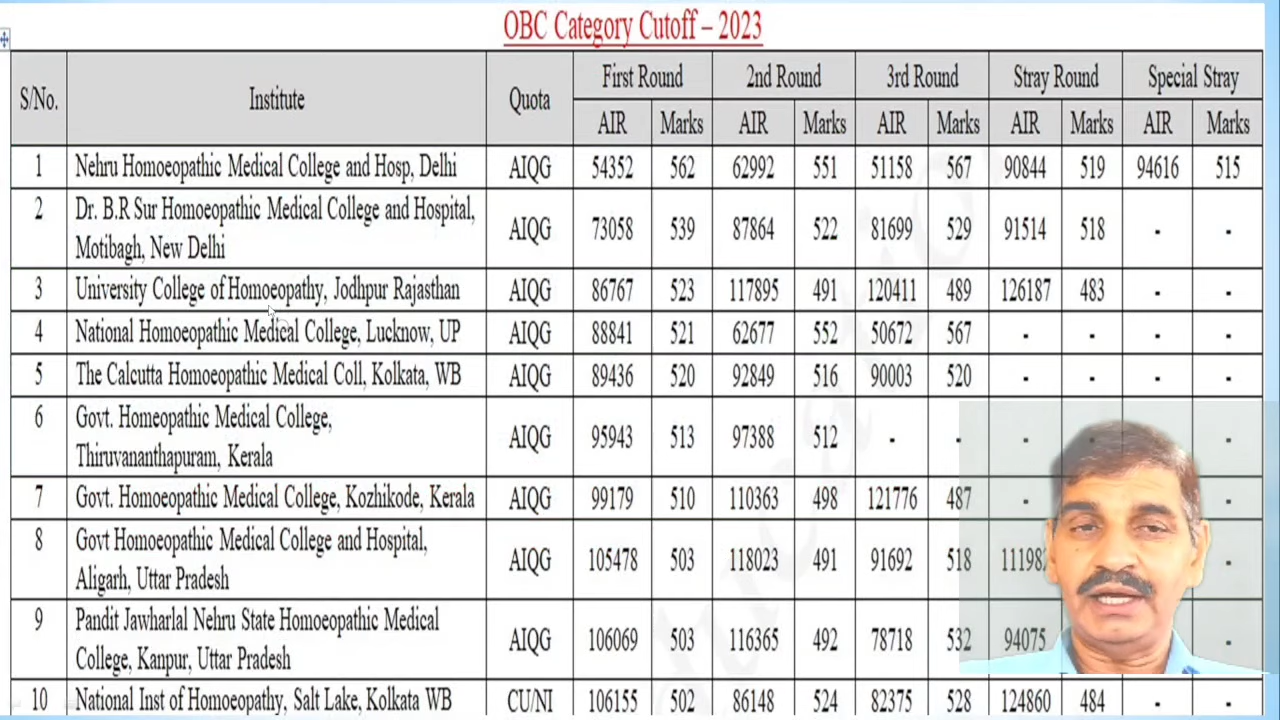 OBC Category Cutoff – 2023
S/No. Institute Quota First Round 2nd Round 3rd Round Stray Round Special Stray
AIR Marks AIR Marks AIR Marks AIR Marks AIR Marks
1 Nehru Homoeopathic Medical College and Hosp, Delhi AIQG 54352 562 62992 551 51158 567 90844 519 94616 515
2 Dr. B.R Sur Homoeopathic Medical College and Hospital,
Motibagh, New Delhi AIQG 73058 539 87864 522 81699 529 91514 518 - -
3 University College of Homoeopathy, Jodhpur Rajasthan AIQG 86767 523 117895 491 120411 489 126187 483 - -
4 National Homoeopathic Medical College, Lucknow, UP AIQG 88841 521 62677 552 50672 567 - - - -
5 The Calcutta Homoeopathic Medical Coll, Kolkata, WB AIQG 89436 520 92849 516 90003 520 - - - -
6 Govt. Homeopathic Medical College,
Thiruvananthapuram, Kerala AIQG 95943 513 97388 512 - - - - - -
7 Govt. Homoeopathic Medical College, Kozhikode, Kerala AIQG 99179 510 110363 498 121776 487 - -
8 Govt Homoeopathic Medical College and Hospital,
Aligarh, Uttar Pradesh AIQG 105478 503 118023 491 91692 518 -
9 Pandit Jawharlal Nehru State Homoeopathic Medical
College, Kanpur, Uttar Pradesh AIQG 106069 503 116365 492 78718 532 94075 -
10 National Inst of Homoeopathy, Salt Lake, Kolkata WB CU/NI 106155 502 86148 524 82375 528 124860 484 - -